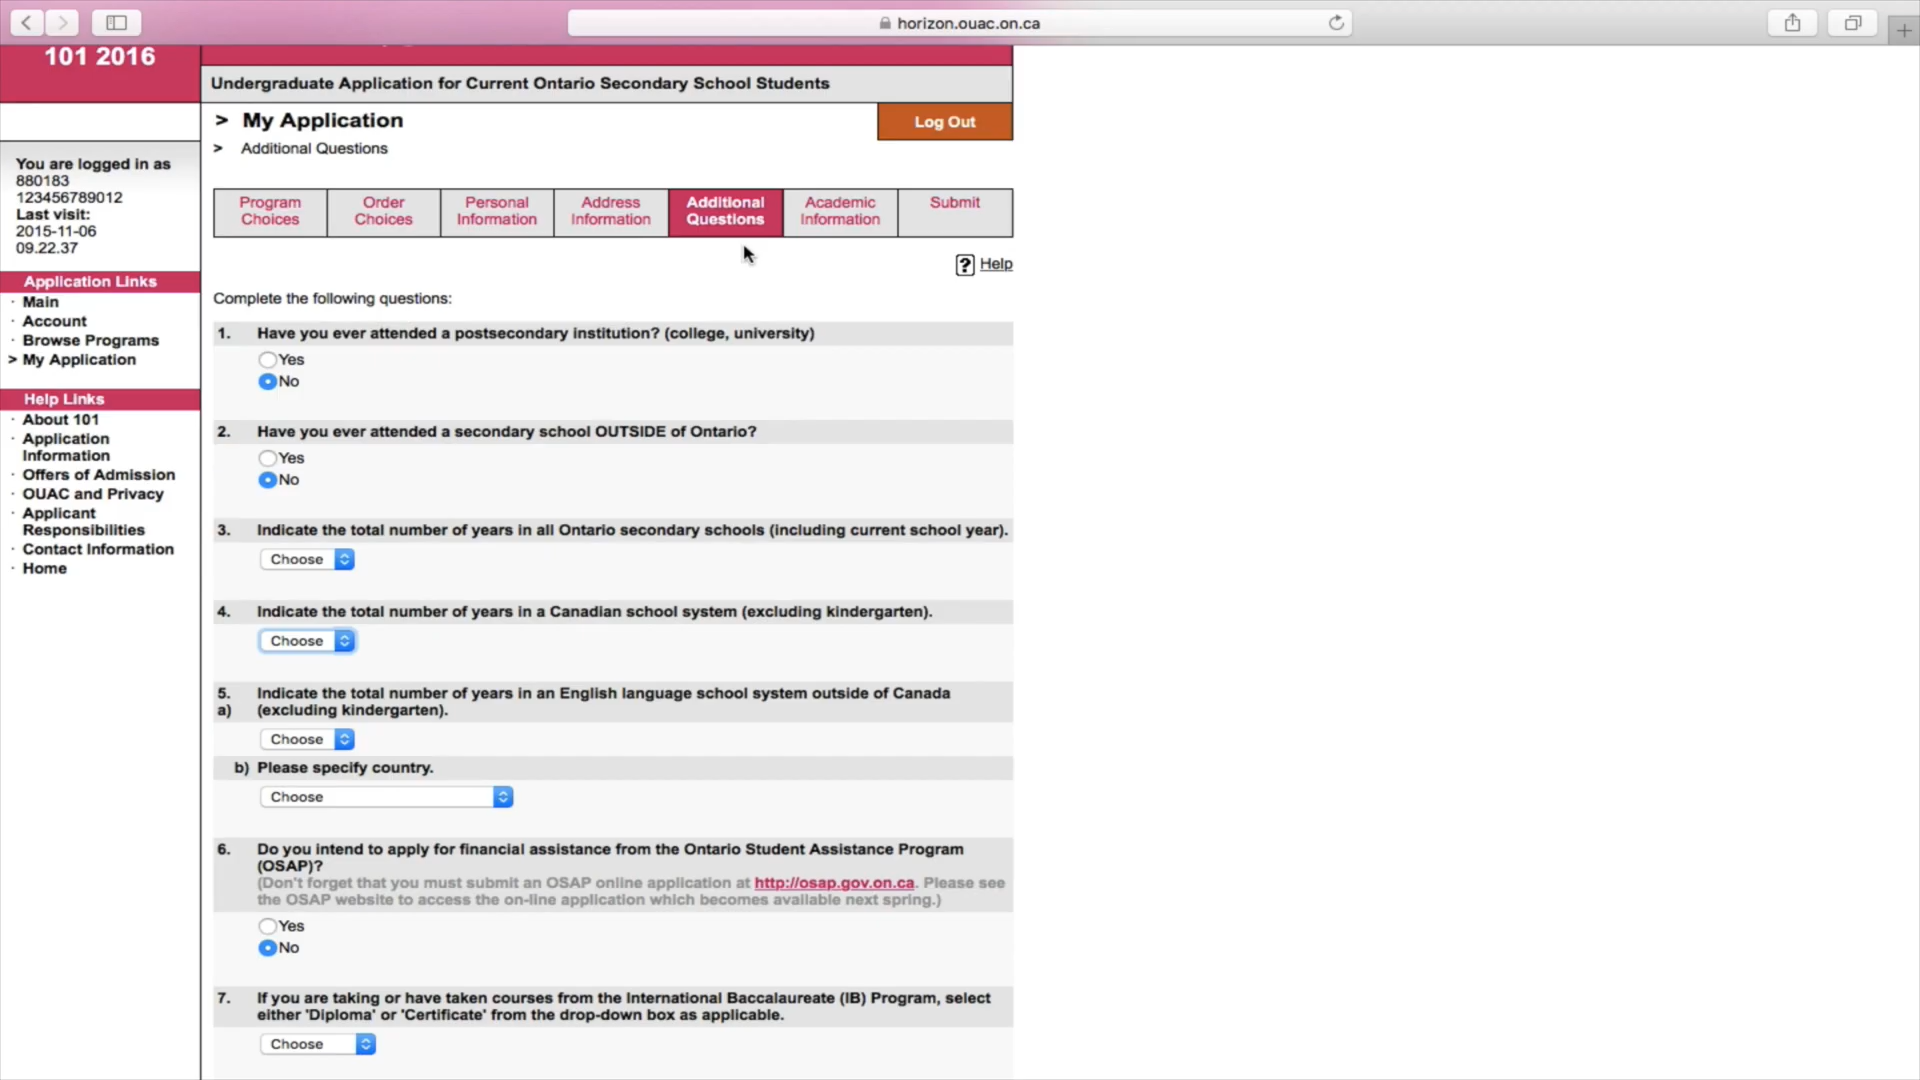 horizon.ouac.on.ca
101 2016
Undergraduate Application for Current Ontario Secondary School Students
> My Application
Log Out
> Additional Questions
You are logged in as
880183
123456789012
Last visit:
2015-11-06
09.22.37
Application Links
· Main
· Account
· Browse Programs
> My Application
Help Links
· About 101
· Application
Information
· Offers of Admission
· OUAC and Privacy
· Applicant
Responsibilities
· Contact Information
· Home
Program
Choices
Order
Choices
Personal
Information
Address
Information
Additional
Questions
Academic
Information
Submit
? Help
Complete the following questions:
1. Have you ever attended a postsecondary institution? (college, university)
Yes
No
2. Have you ever attended a secondary school OUTSIDE of Ontario?
Yes
No
3. Indicate the total number of years in all Ontario secondary schools (including current school year).
Choose
4. Indicate the total number of years in a Canadian school system (excluding kindergarten).
Choose
5. Indicate the total number of years in an English language school system outside of Canada
a) (excluding kindergarten).
Choose
b) Please specify country.
Choose
6. Do you intend to apply for financial assistance from the Ontario Student Assistance Program
(OSAP)?
(Don't forget that you must submit an OSAP online application at http://osap.gov.on.ca. Please see
the OSAP website to access the on-line application which becomes available next spring.)
Yes
No
7. If you are taking or have taken courses from the International Baccalaureate (IB) Program, select
either 'Diploma' or 'Certificate' from the drop-down box as applicable.
Choose